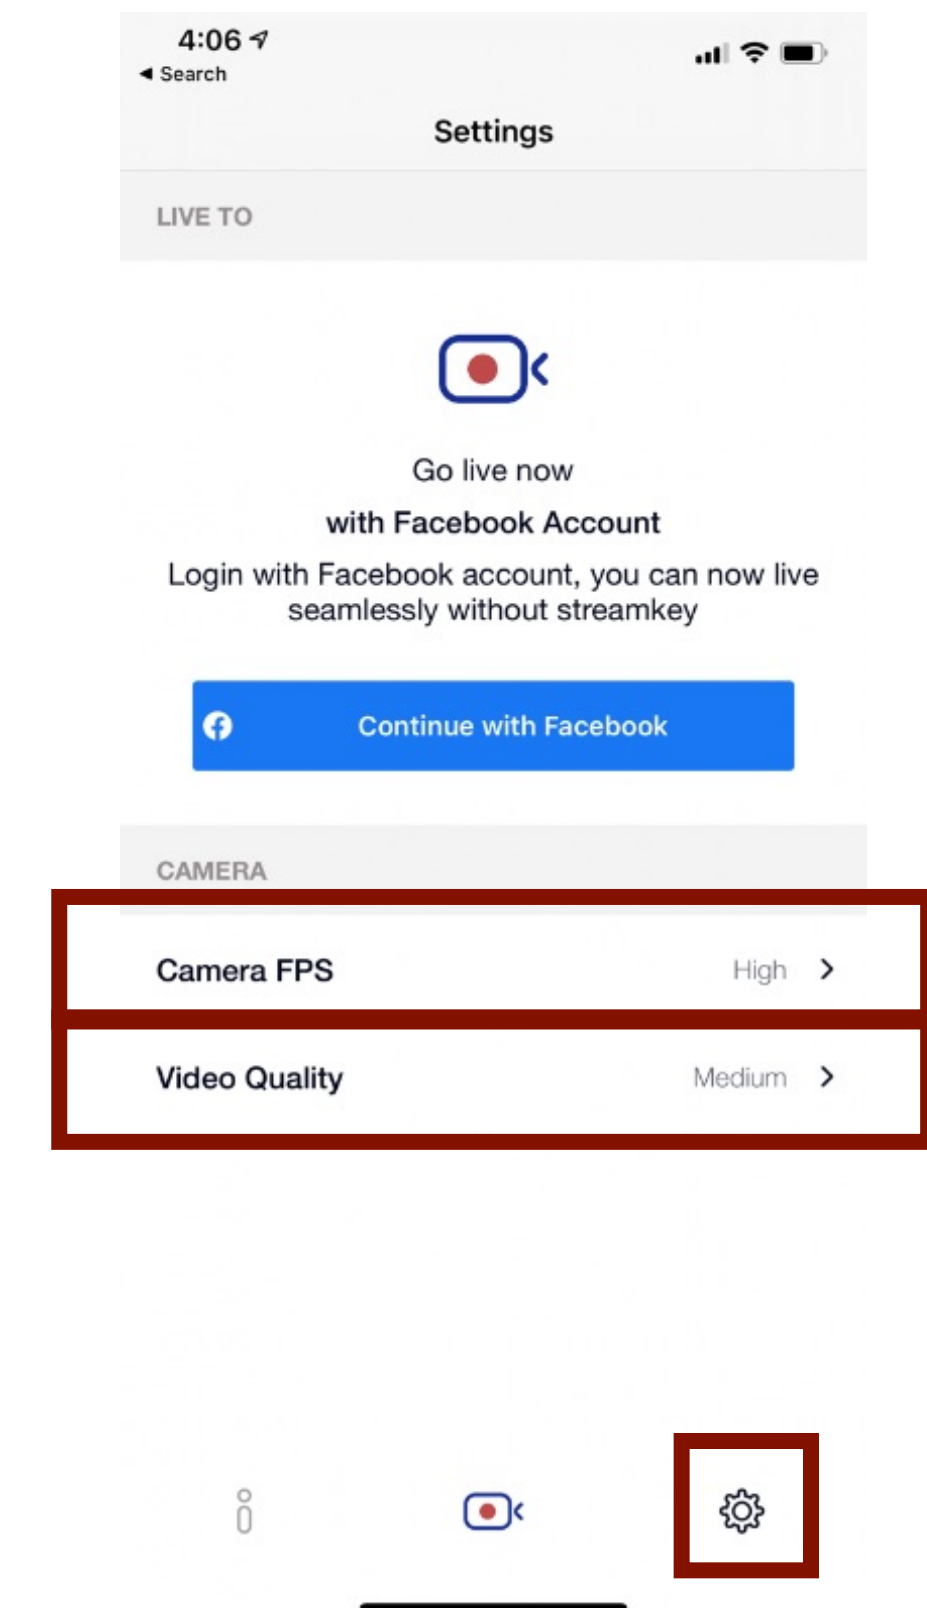 4:06
Search
Settings
LIVE TO
Go live now
with Facebook Account
Login with Facebook account, you can now live
seamlessly without streamkey
Continue with Facebook
CAMERA
Camera FPS High
Video Quality Medium